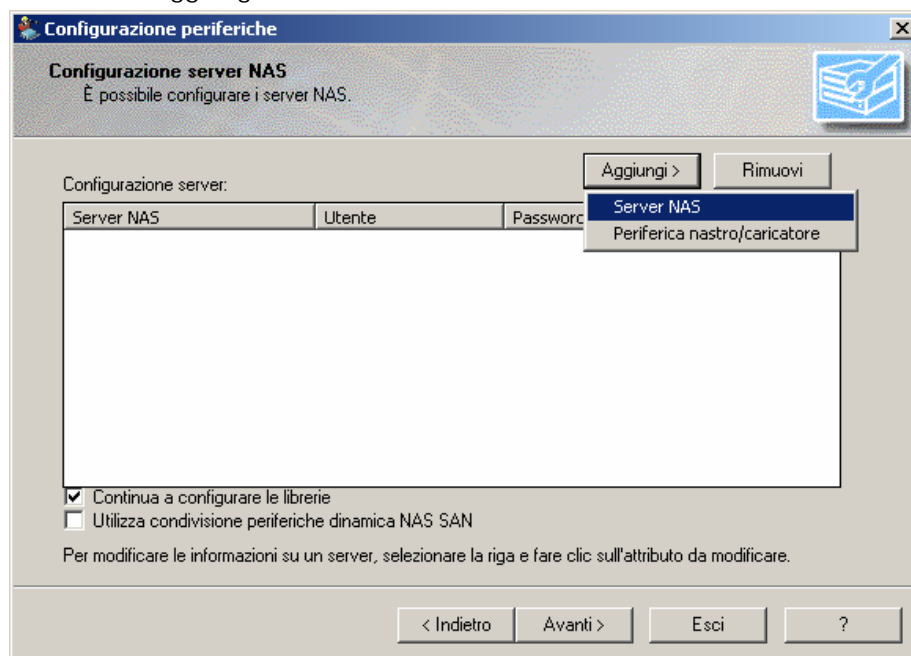 Configurazione periferiche
Configurazione server NAS
È possibile configurare i server NAS.
Aggiungi >
Rimuovi
Configurazione server:
Server NAS
Utente
Server NAS
Periferica nastro/caricatore
Continua a configurare le librerie
Utilizza condivisione periferiche dinamica NAS SAN
Per modificare le informazioni su un server, selezionare la riga e fare clic sull'attributo da modificare.
< Indietro
Avanti >
Esci
?